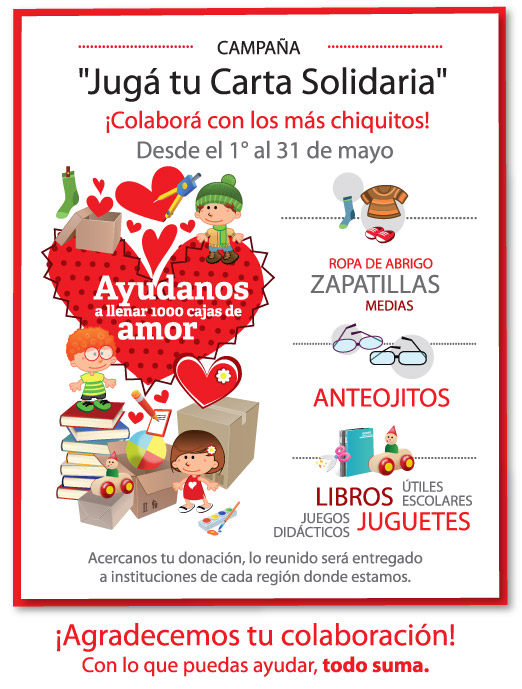 CAMPAÑA
"Jugá tu Carta Solidaria"
¡Colaborá con los más chiquitos!
Desde el 1° al 31 de mayo
Ayudanos
a llenar 1000 cajas de
amor
ROPA DE ABRIGO
ZAPATILLAS
MEDIAS
ANTEOJITOS
LIBROS
ÚTILES
ESCOLARES
JUEGOS
DIDÁCTICOS
JUGUETES
Acercanos tu donación, lo reunido será entregado
a instituciones de cada región donde estamos.
¡Agradecemos tu colaboración!
Con lo que puedas ayudar, todo suma.